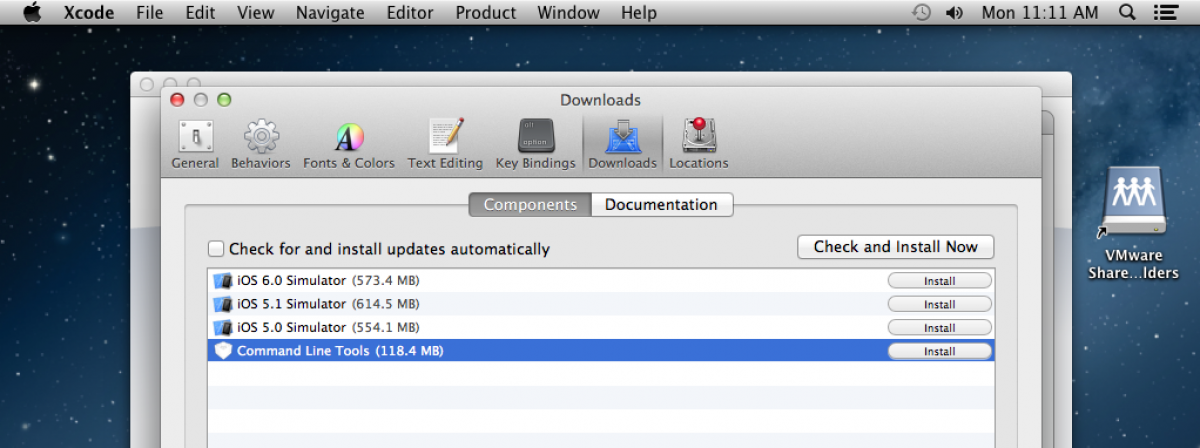 Xcode File Edit View Navigate Editor Product Window Help Mon 11:11 AM
Downloads
off
option
General Behaviors Fonts & Colors Text Editing Key Bindings Downloads Locations
Components Documentation
Check for and install updates automatically Check and Install Now
iOS 6.0 Simulator (573.4 MB) Install
iOS 5.1 Simulator (614.5 MB) Install
iOS 5.0 Simulator (554.1 MB) Install
Command Line Tools (118.4 MB) Install
VMware
Share...lders